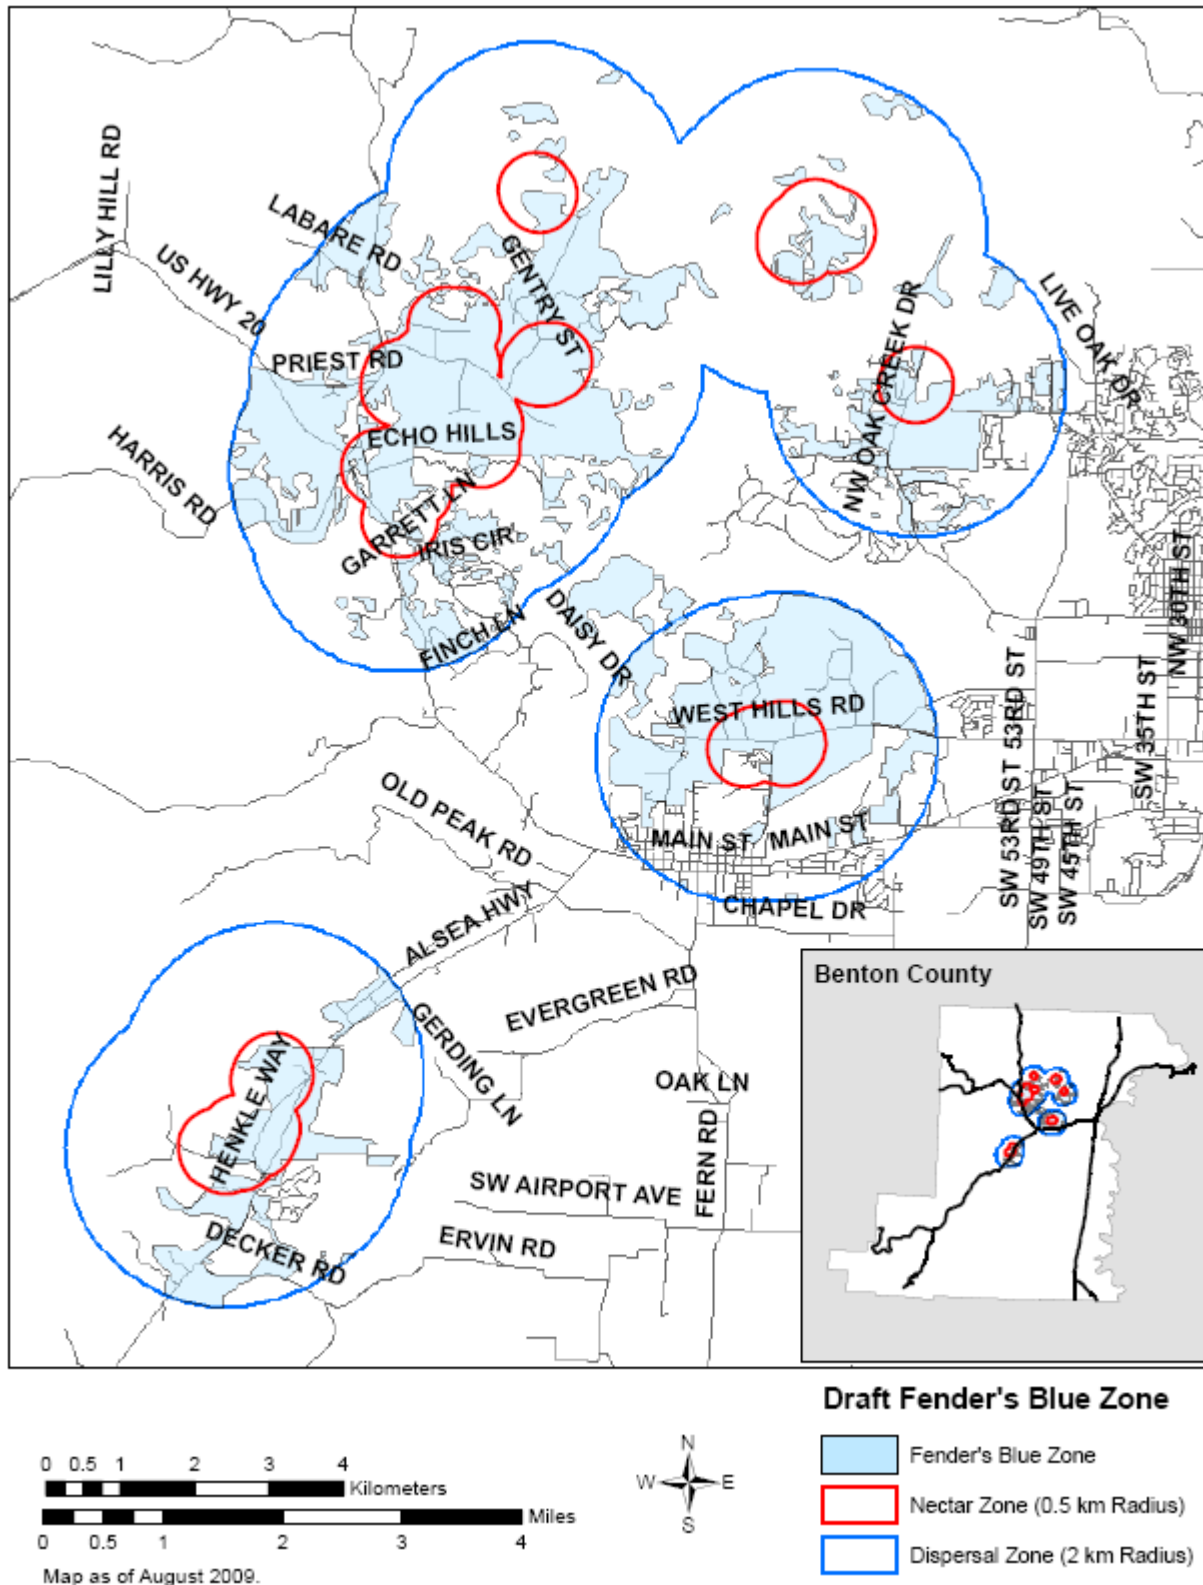 LILLY HILL RD
LABARE RD
US HWY 20
GENTRY ST
PRIEST RD
NW OAK CREEK DR
LIVE OAK DR
HARRIS RD
ECHO HILLS
GARRETT LN
IRIS CIR
FINCH LN
DAISY DR
NW 30TH ST
WEST HILLS RD
SW 53RD ST 53RD ST
SW 35TH ST
OLD PEAK RD
MAIN ST MAIN ST
SW 49TH ST
SW 45TH ST
CHAPEL DR
ALSEA HWY
EVERGREEN RD
GERDING LN
HENKLE WAY
OAK LN
FERN RD
SW AIRPORT AVE
DECKER RD
ERVIN RD
Benton County
Draft Fender's Blue Zone
Fender's Blue Zone
Nectar Zone (0.5 km Radius)
Dispersal Zone (2 km Radius)
N
W E
S
0 0.5 1 2 3 4
Kilometers
Miles
0 0.5 1 2 3 4
Map as of August 2009.